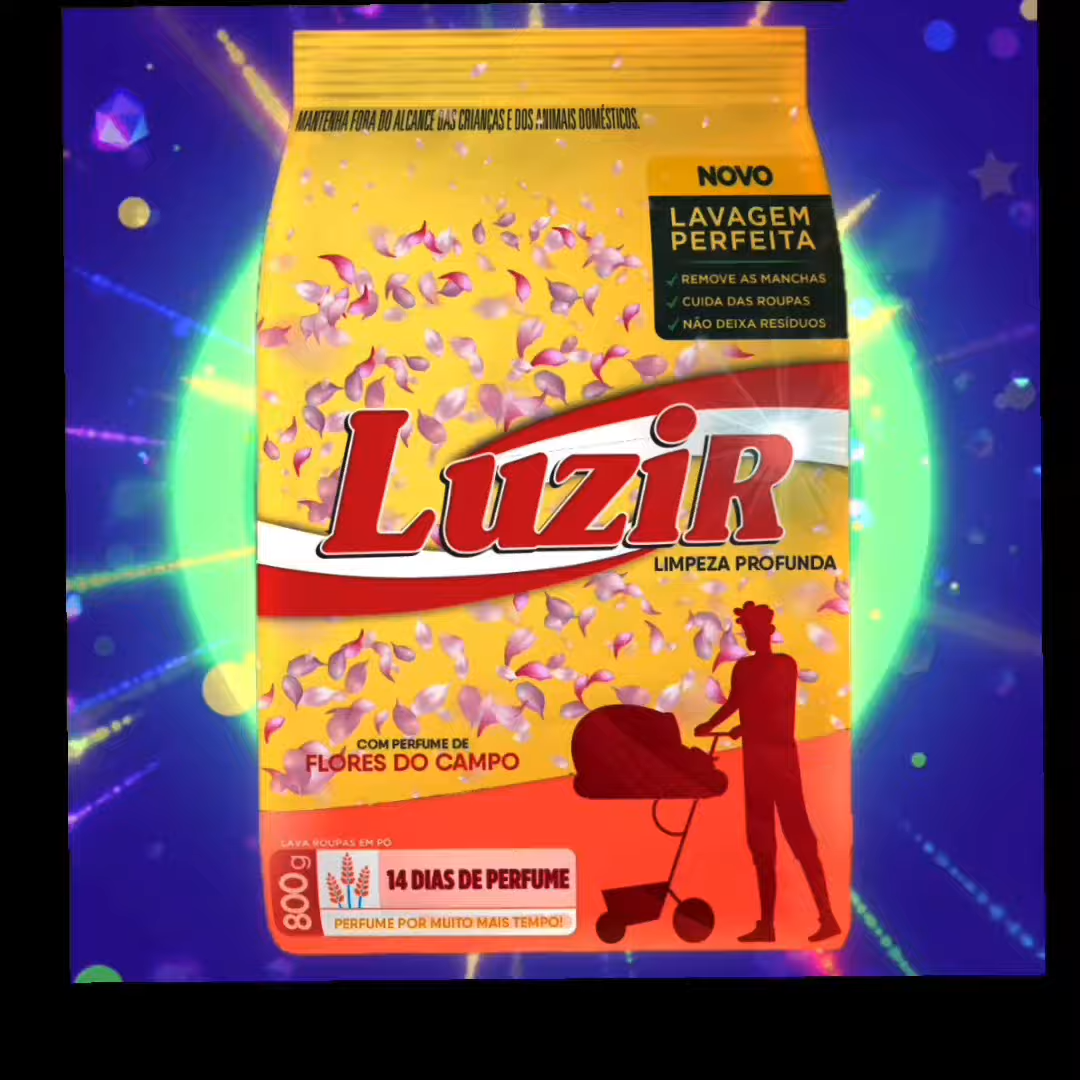 MANTENHA FORA DO ALCANCE DAS CRIANÇAS E DOS ANIMAIS DOMÉSTICOS.
NOVO
LAVAGEM
PERFEITA
REMOVE AS MANCHAS
CUIDA DAS ROUPAS
NÃO DEIXA RESÍDUOS
LuziR
LIMPEZA PROFUNDA
COM PERFUME DE
FLORES DO CAMPO
LAVA ROUPAS EM PÓ
800g
14 DIAS DE PERFUME
PERFUME POR MUITO MAIS TEMPO!